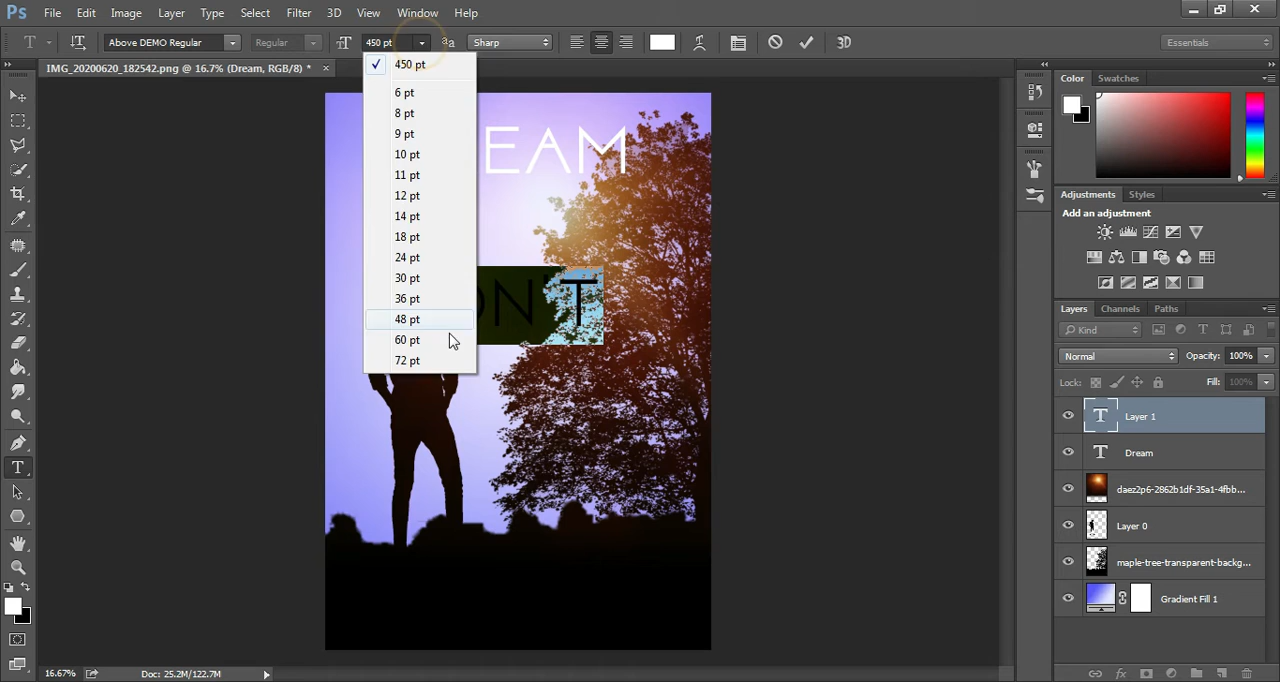 Ps File Edit Image Layer Type Select Filter 3D View Window Help
T Above DEMO Regular Regular 450 pt aa Sharp 3D Essentials
IMG_20200620_182542.png @ 16.7% (Dream, RGB/8) *
450 pt
6 pt
8 pt
9 pt
10 pt
11 pt
12 pt
14 pt
18 pt
24 pt
30 pt
36 pt
48 pt
60 pt
72 pt
EAM
ON'T
Color Swatches
Adjustments Styles
Add an adjustment
Layers Channels Paths
Kind
Normal Opacity: 100%
Lock: Fill: 100%
T Layer 1
T Dream
daez2p6-2862b1df-35a1-4fbb...
Layer 0
maple-tree-transparent-backg...
Gradient Fill 1
16.67% Doc: 25.2M/122.7M